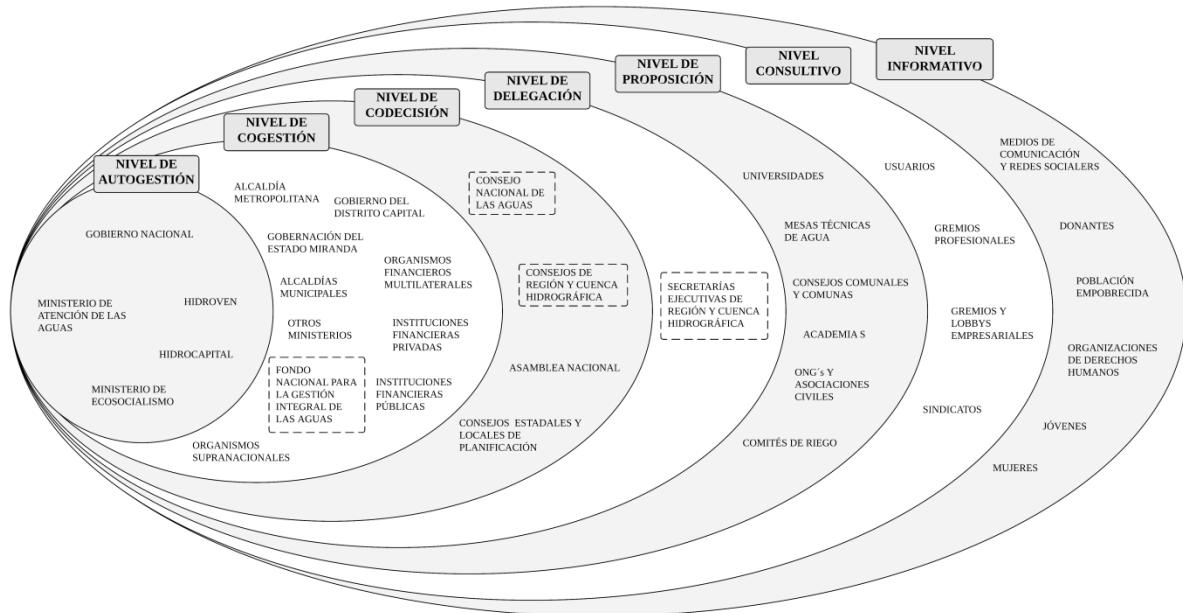 NIVEL DE
AUTOGESTIÓN
GOBIERNO NACIONAL
MINISTERIO DE
ATENCIÓN DE LAS
AGUAS
HIDROVEN
HIDROCAPITAL
MINISTERIO DE
ECOSOCIALISMO
NIVEL DE
COGESTIÓN
ALCALDÍA
METROPOLITANA
GOBIERNO DEL
DISTRITO CAPITAL
GOBERNACIÓN DEL
ESTADO MIRANDA
ORGANISMOS
FINANCIEROS
MULTILATERALES
ALCALDÍAS
MUNICIPALES
OTROS
MINISTERIOS
INSTITUCIONES
FINANCIERAS
PRIVADAS
FONDO
NACIONAL PARA
LA GESTIÓN
INTEGRAL DE
LAS AGUAS
INSTITUCIONES
FINANCIERAS
PÚBLICAS
ORGANISMOS
SUPRANACIONALES
NIVEL DE
CODECISIÓN
CONSEJO
NACIONAL DE
LAS AGUAS
CONSEJOS DE
REGIÓN Y CUENCA
HIDROGRÁFICA
ASAMBLEA NACIONAL
CONSEJOS ESTADALES Y
LOCALES DE
PLANIFICACIÓN
NIVEL DE
DELEGACIÓN
SECRETARÍAS
EJECUTIVAS DE
REGIÓN Y CUENCA
HIDROGRÁFICA
NIVEL DE
PROPOSICIÓN
UNIVERSIDADES
MESAS TÉCNICAS
DE AGUA
CONSEJOS COMUNALES
Y COMUNAS
ACADEMIA S
ONG´s Y
ASOCIACIONES
CIVILES
COMITÉS DE RIEGO
NIVEL
CONSULTIVO
USUARIOS
GREMIOS
PROFESIONALES
GREMIOS Y
LOBBYS
EMPRESARIALES
SINDICATOS
NIVEL
INFORMATIVO
MEDIOS DE
COMUNICACIÓN
Y REDES SOCIALERS
DONANTES
POBLACIÓN
EMPOBRECIDA
ORGANIZACIONES
DE DERECHOS
HUMANOS
JÓVENES
MUJERES